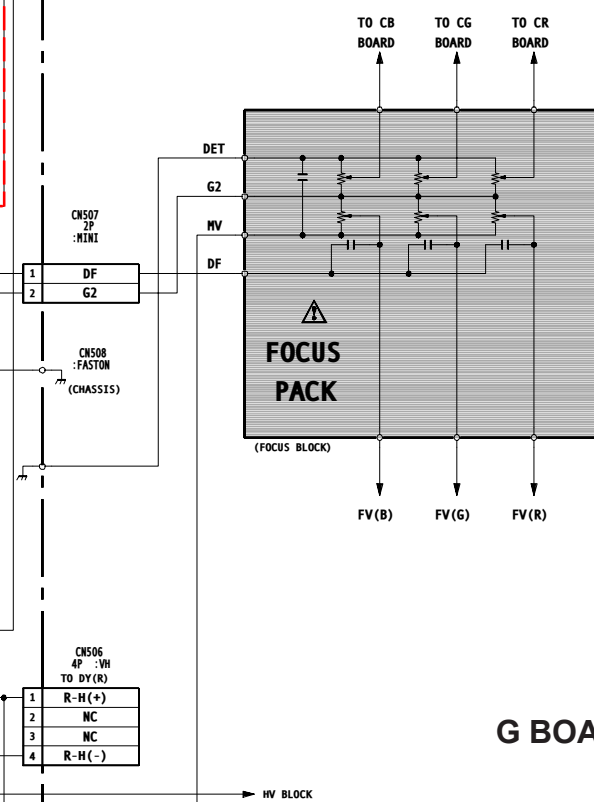 TO CB
BOARD
TO CG
BOARD
TO CR
BOARD
DET
G2
MV
DF
CN507
2P
:MINI
1 DF
2 G2
CN508
:FASTON
(CHASSIS)
FOCUS
PACK
(FOCUS BLOCK)
FV(B)
FV(G)
FV(R)
CN506
4P :VH
TO DY(R)
1 R-H(+)
2 NC
3 NC
4 R-H(-)
G BOA
HV BLOCK